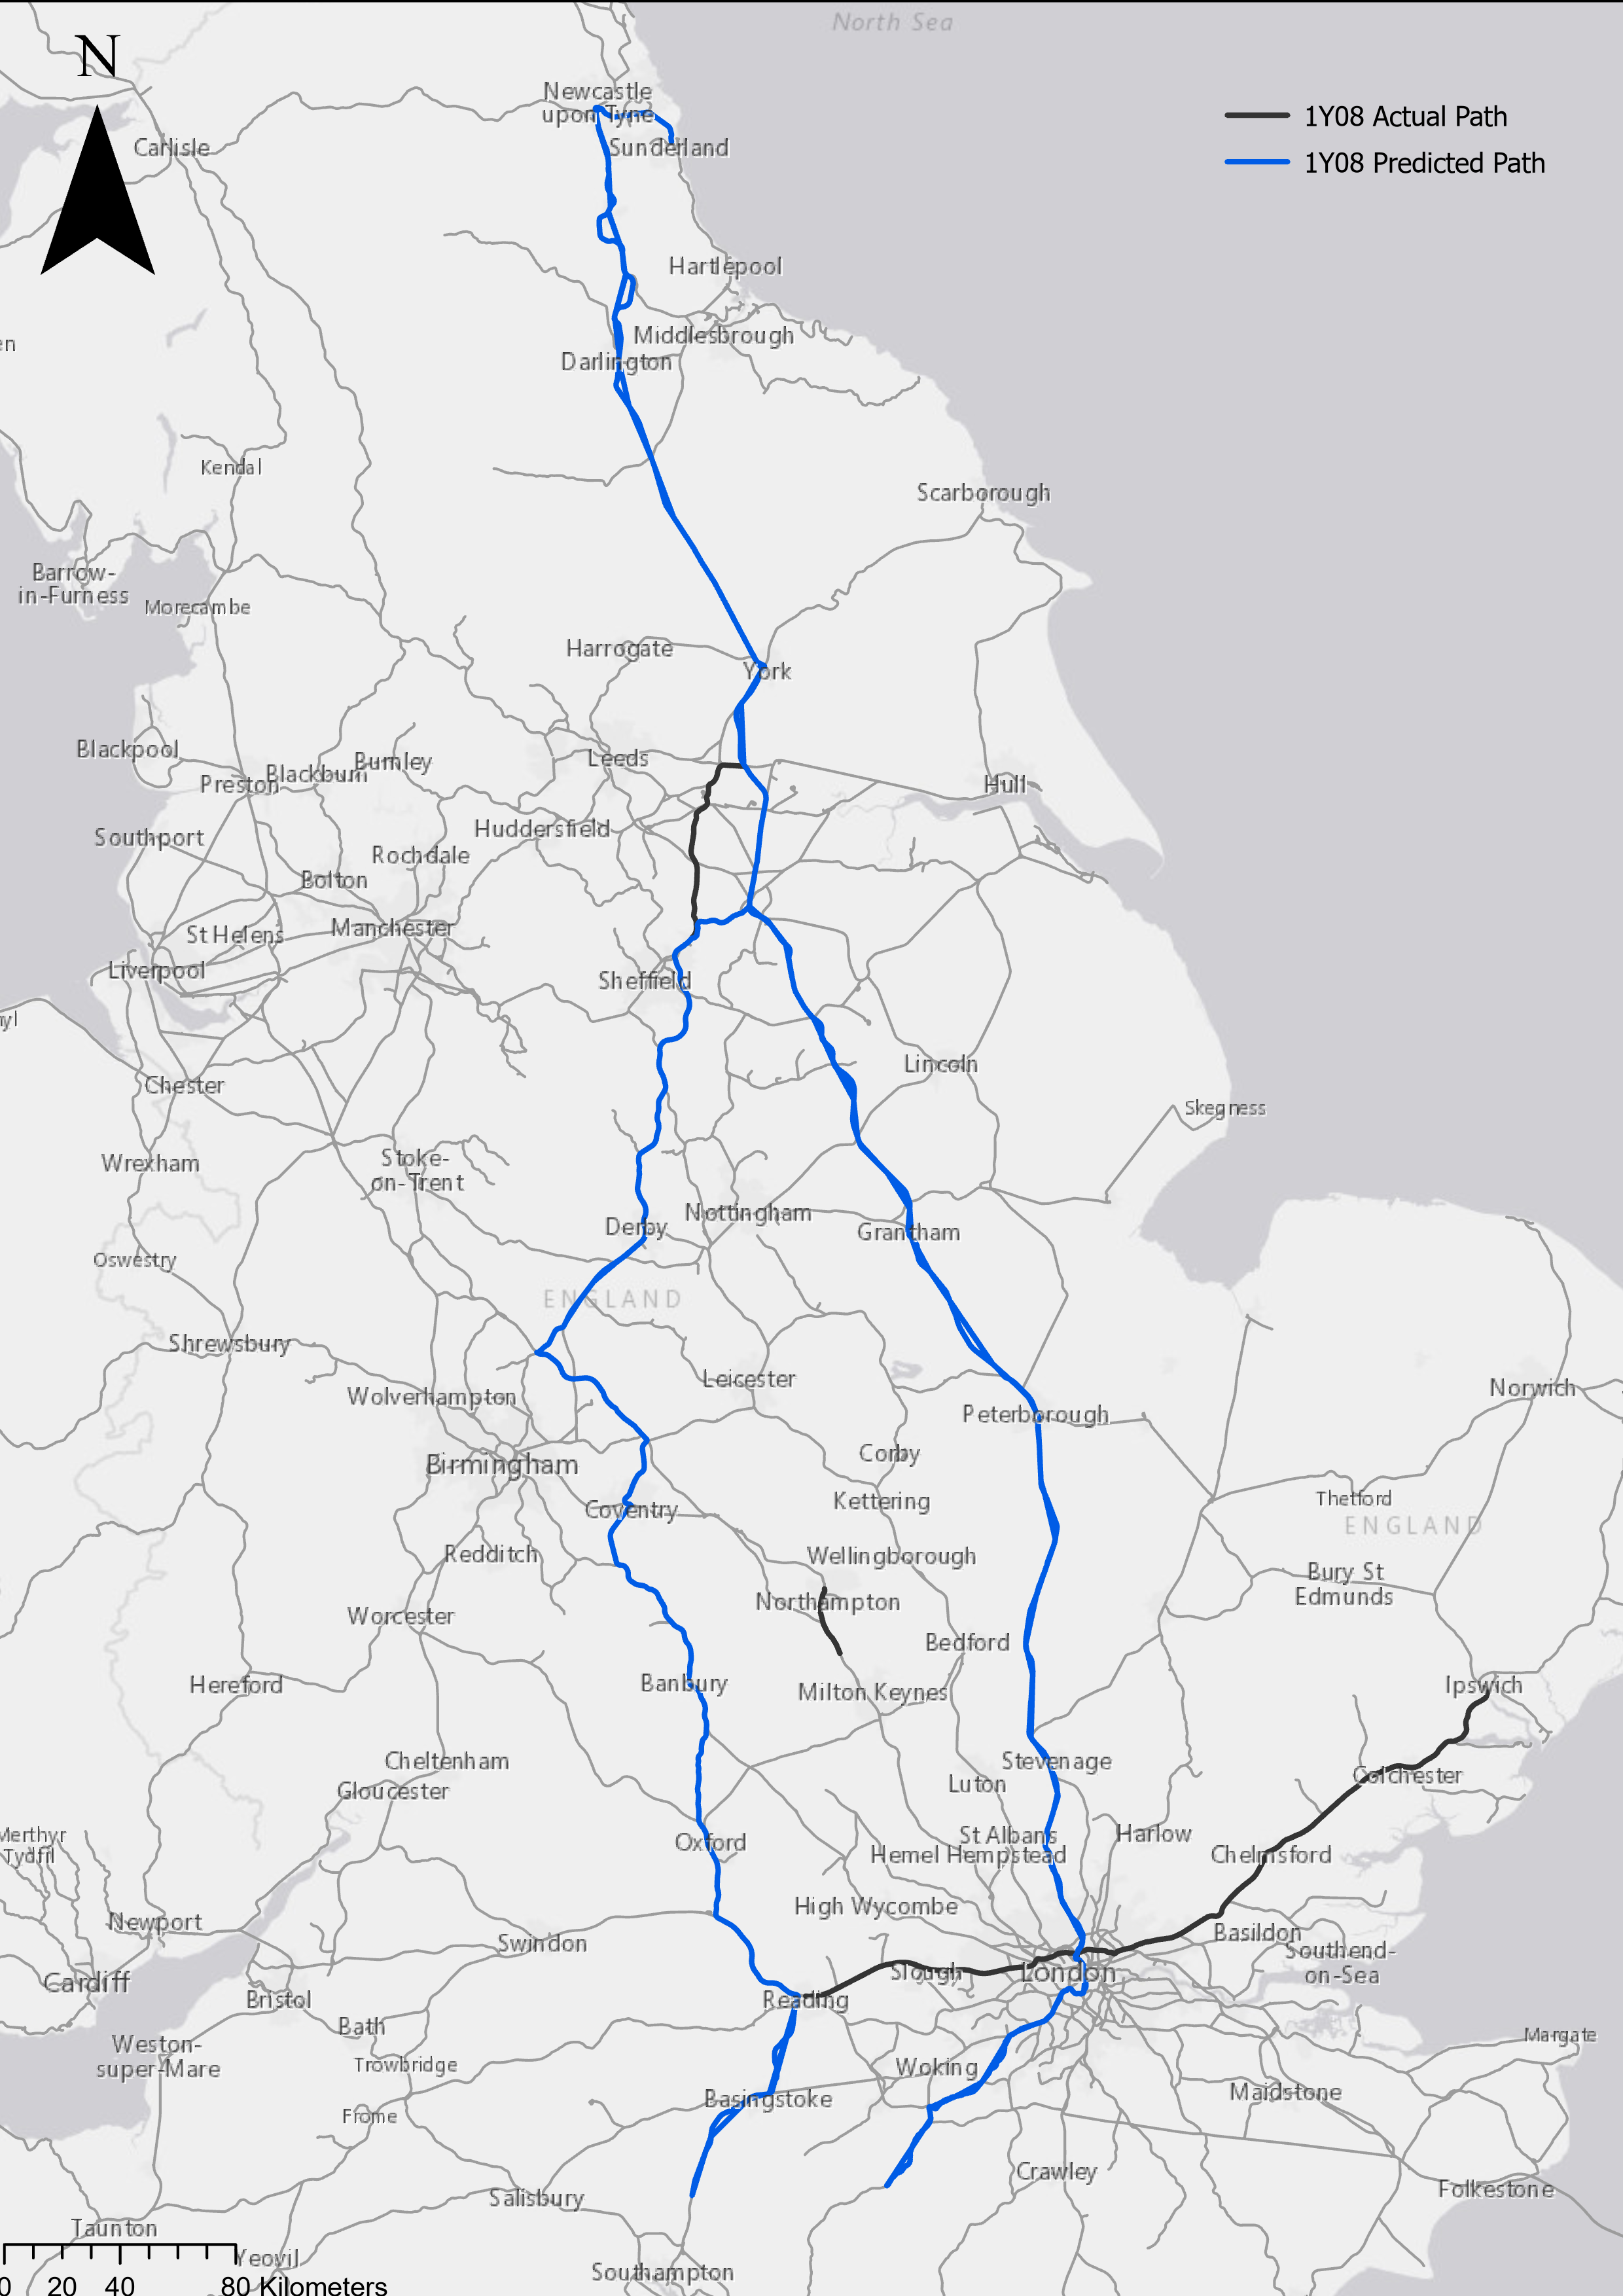 North Sea
N
Newcastle
upon Tyne
1Y08 Actual Path
Carlisle
Sunderland
1Y08 Predicted Path
Hartlepool
Middlesbrough
en
Darlington
Kendal
Scarborough
Barrow-
in-Furness
Morecambe
Harrogate
York
Blackpool
Leeds
Burnley
Blackburn
Preston
Hull
Southport
Huddersfield
Rochdale
Bolton
St Helens
Manchester
Liverpool
Sheffield
yl
Lincoln
Chester
Skegness
Wrexham
Stoke-
on-Trent
Nottingham
Derby
Grantham
Oswestry
ENGLAND
Shrewsbury
Leicester
Norwich
Wolverhampton
Peterborough
Corby
Birmingham
Kettering
Thetford
Coventry
ENGLAND
Redditch
Wellingborough
Bury St
Edmunds
Northampton
Worcester
Bedford
Hereford
Banbury
Milton Keynes
Ipswich
Cheltenham
Stevenage
Colchester
Gloucester
Luton
Merthyr
Tydfil
Oxford
St Albans
Harlow
Hemel Hempstead
Chelmsford
High Wycombe
Newport
Basildon
Swindon
Southend-
on-Sea
Slough
London
Cardiff
Bristol
Reading
Bath
Weston-
super-Mare
Margate
Trowbridge
Woking
Basingstoke
Maidstone
Frome
Crawley
Folkestone
Salisbury
Taunton
Yeovil
Southampton
0 20 40 80 Kilometers